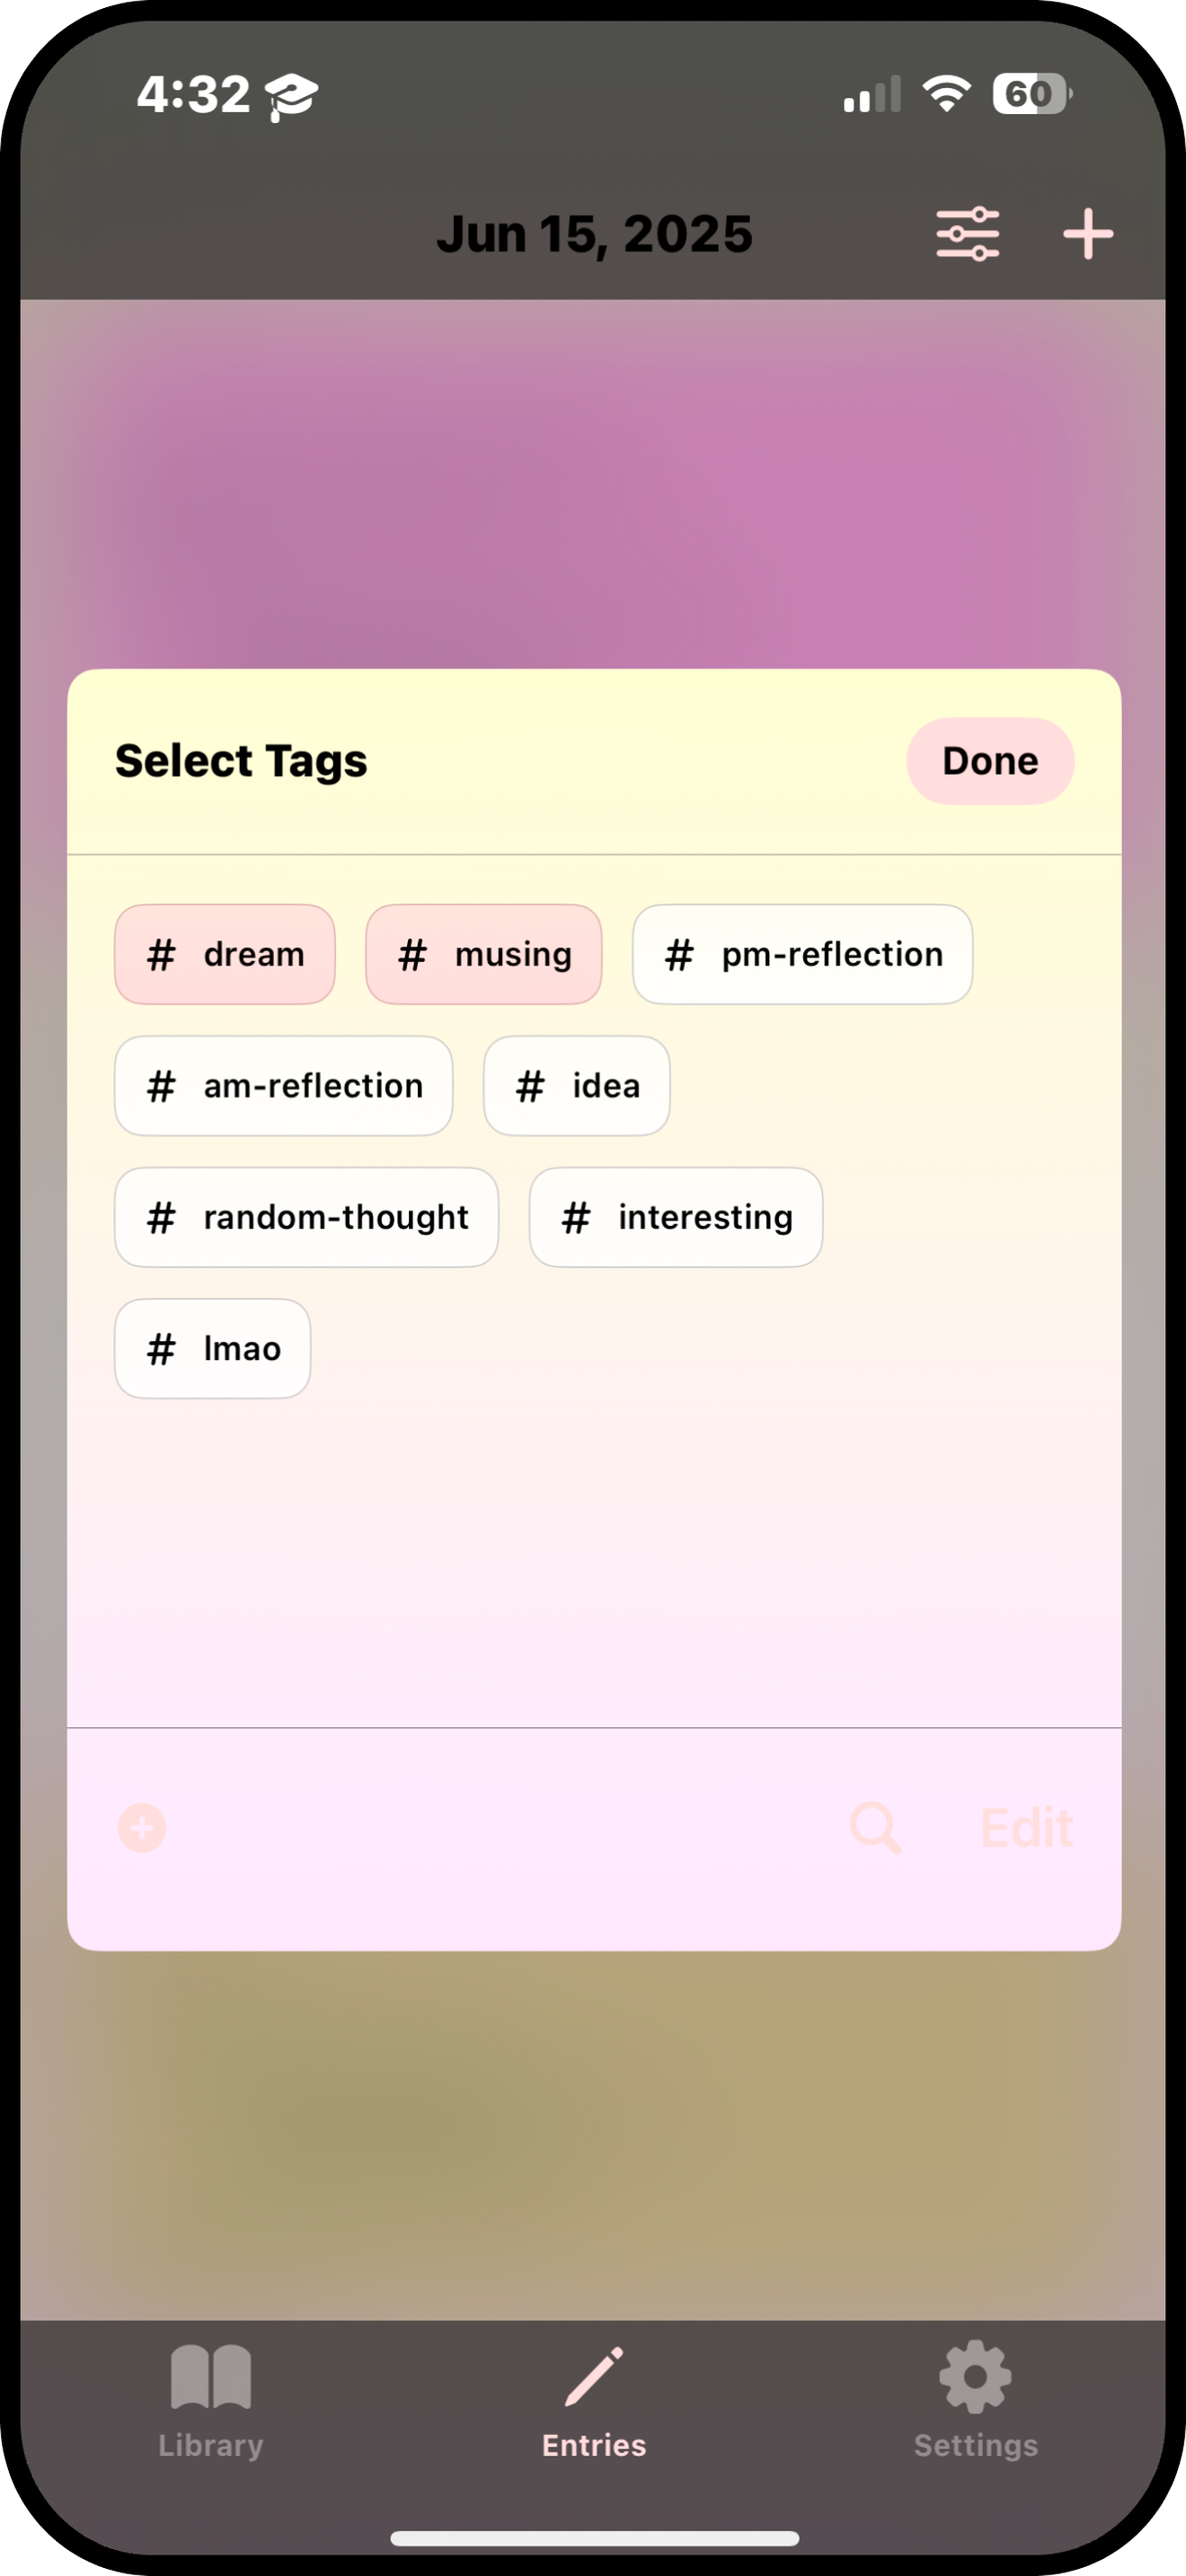 4:32
60
Jun 15, 2025
Select Tags
Done
# dream # musing # pm-reflection
# am-reflection # idea
# random-thought # interesting
# lmao
Edit
Library Entries Settings